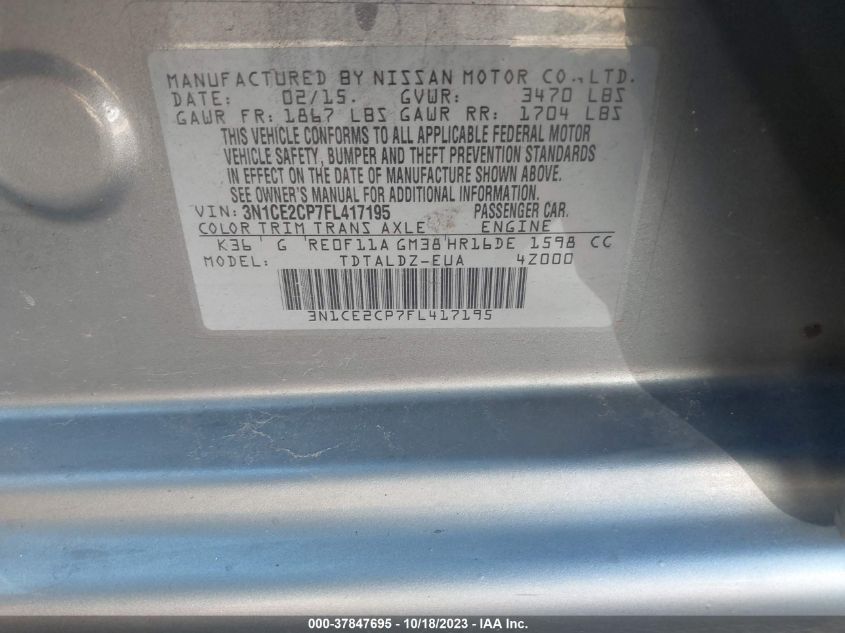 MANUFACTURED BY NISSAN MOTOR CO., LTD.
DATE: 02/15. GVWR: 3470 LBS
GAWR FR: 1867 LBS GAWR RR: 1704 LBS
THIS VEHICLE CONFORMS TO ALL APPLICABLE FEDERAL MOTOR
VEHICLE SAFETY, BUMPER AND THEFT PREVENTION STANDARDS
IN EFFECT ON THE DATE OF MANUFACTURE SHOWN ABOVE.
SEE OWNER'S MANUAL FOR ADDITIONAL INFORMATION.
VIN: 3N1CE2CP7FL417195 PASSENGER CAR.
COLOR TRIM TRANS AXLE ENGINE
K36 G RE0F11A GM38 HR16DE 1598 CC
MODEL: TDTALDZ-EUA 4Z000
3N1CE2CP7FL417195
000-37847695 - 10/18/2023 - IAA Inc.